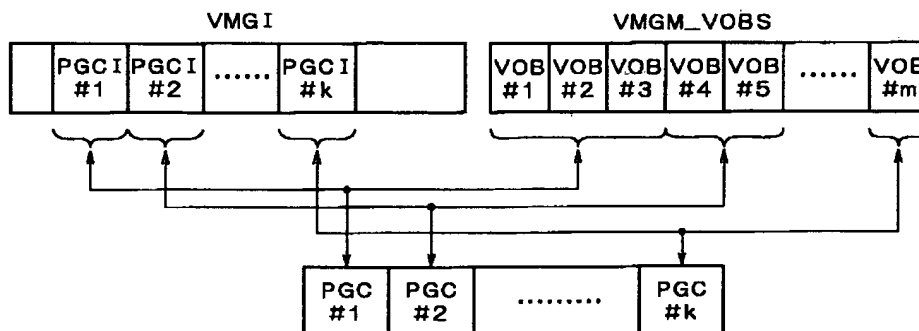 VMGI
VMGM_VOBS
PGCI #1
PGCI #2
......
PGCI #k
VOB #1
VOB #2
VOB #3
VOB #4
VOB #5
......
VOB #m
PGC #1
PGC #2
.........
PGC #k